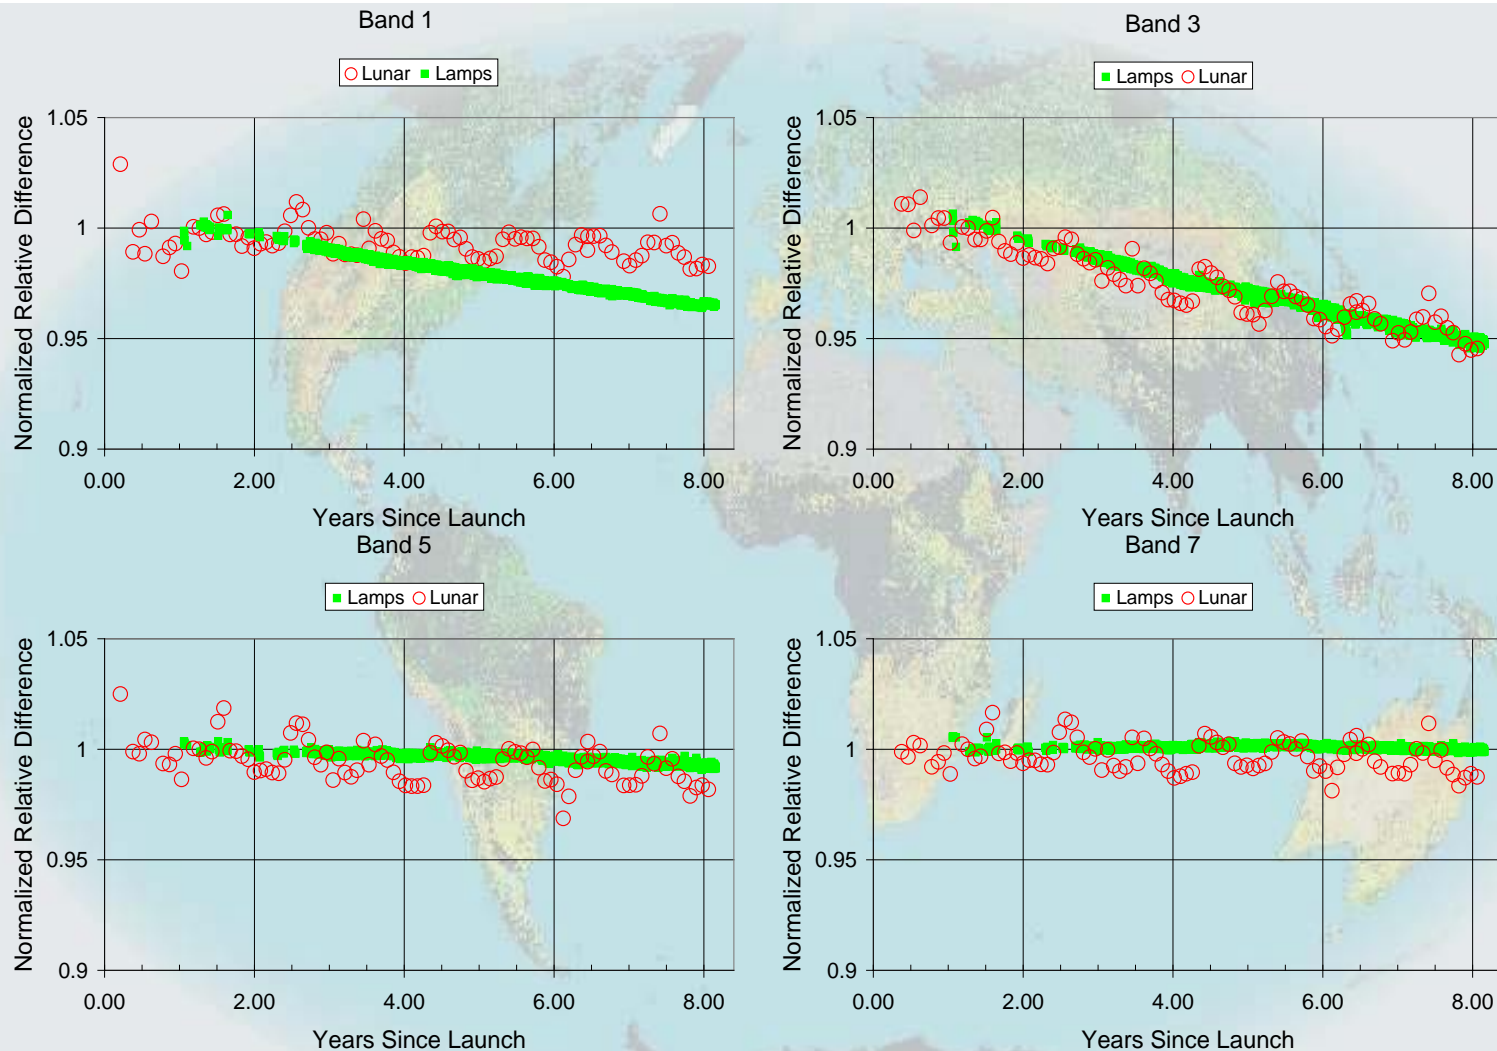 Band 1
Lunar Lamps
Normalized Relative Difference
1.05
1
0.95
0.9
0.00 2.00 4.00 6.00 8.00
Years Since Launch
Band 3
Lamps Lunar
Normalized Relative Difference
1.05
1
0.95
0.9
0.00 2.00 4.00 6.00 8.00
Years Since Launch
Band 5
Lamps Lunar
Normalized Relative Difference
1.05
1
0.95
0.9
0.00 2.00 4.00 6.00 8.00
Years Since Launch
Band 7
Lamps Lunar
Normalized Relative Difference
1.05
1
0.95
0.9
0.00 2.00 4.00 6.00 8.00
Years Since Launch